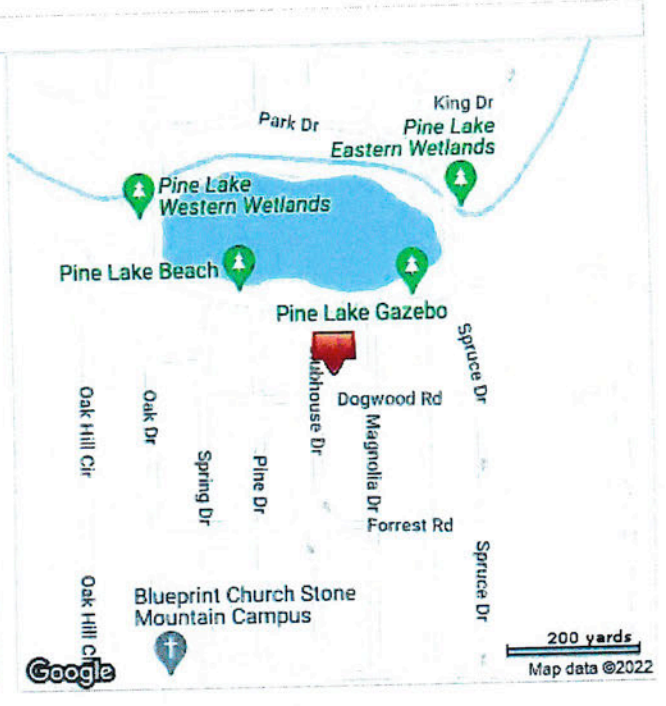 King Dr
Park Dr
Pine Lake
Eastern Wetlands
Pine Lake
Western Wetlands
Pine Lake Beach
Pine Lake Gazebo
Spruce Dr
Dogwood Rd
Oak Hill Cir
Oak Dr
Spring Dr
Pine Dr
Magnolia Dr
Forrest Rd
Spruce Dr
Blueprint Church Stone
Mountain Campus
200 yards
Google
Map data ©2022